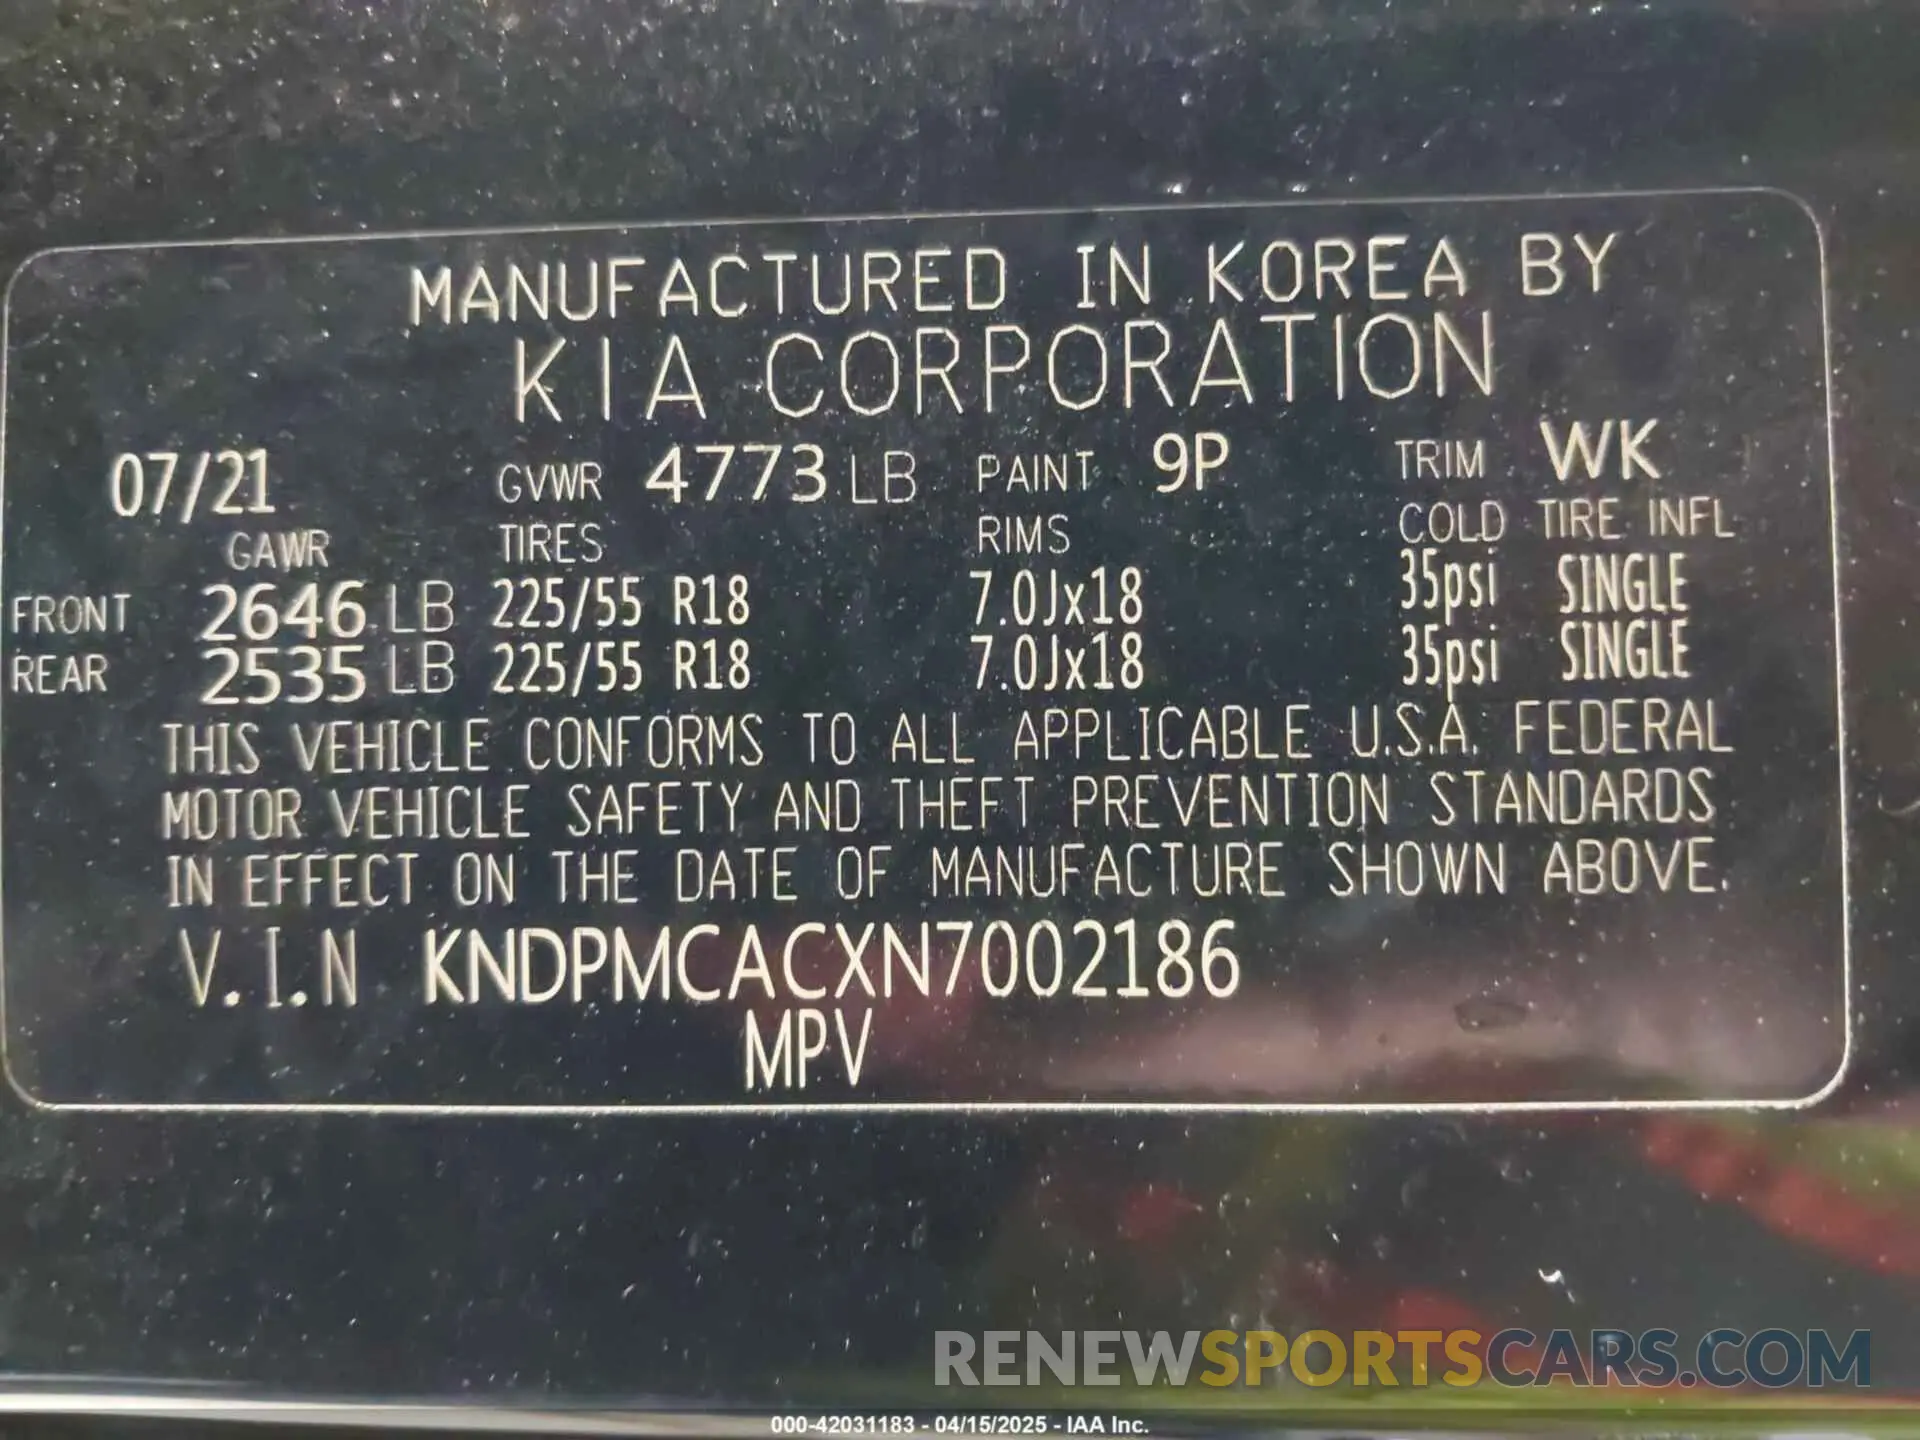 MANUFACTURED IN KOREA BY
KIA CORPORATION
07/21 GVWR 4773 LB PAINT 9P TRIM WK
GAWR TIRES RIMS COLD TIRE INFL
FRONT 2646 LB 225/55 R18 7.0Jx18 35psi SINGLE
REAR 2535 LB 225/55 R18 7.0Jx18 35psi SINGLE
THIS VEHICLE CONFORMS TO ALL APPLICABLE U.S.A. FEDERAL
MOTOR VEHICLE SAFETY AND THEFT PREVENTION STANDARDS
IN EFFECT ON THE DATE OF MANUFACTURE SHOWN ABOVE.
V.I.N KNDPMCACXN7002186
MPV
RENEWSPORTSCARS.COM
000-42031183 - 04/15/2025 - IAA Inc.